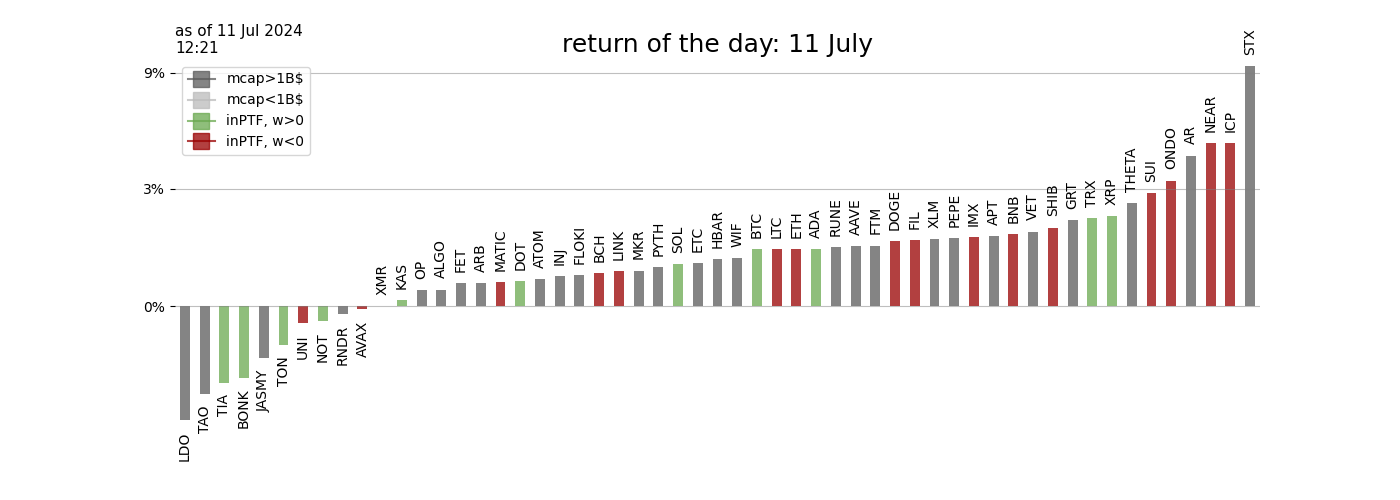 as of 11 Jul 2024
12:21
return of the day: 11 July
mcap>1B$
mcap<1B$
inPTF, w>0
inPTF, w<0
9%
3%
0%
LDO
TAO
TIA
BONK
JASMY
TON
UNI
NOT
RNDR
AVAX
XMR
KAS
OP
ALGO
FET
ARB
MATIC
DOT
ATOM
INJ
FLOKI
BCH
LINK
MKR
PYTH
SOL
ETC
HBAR
WIF
BTC
LTC
ETH
ADA
RUNE
AAVE
FTM
DOGE
FIL
XLM
PEPE
IMX
APT
BNB
VET
SHIB
GRT
TRX
XRP
THETA
SUI
ONDO
AR
NEAR
ICP
STX